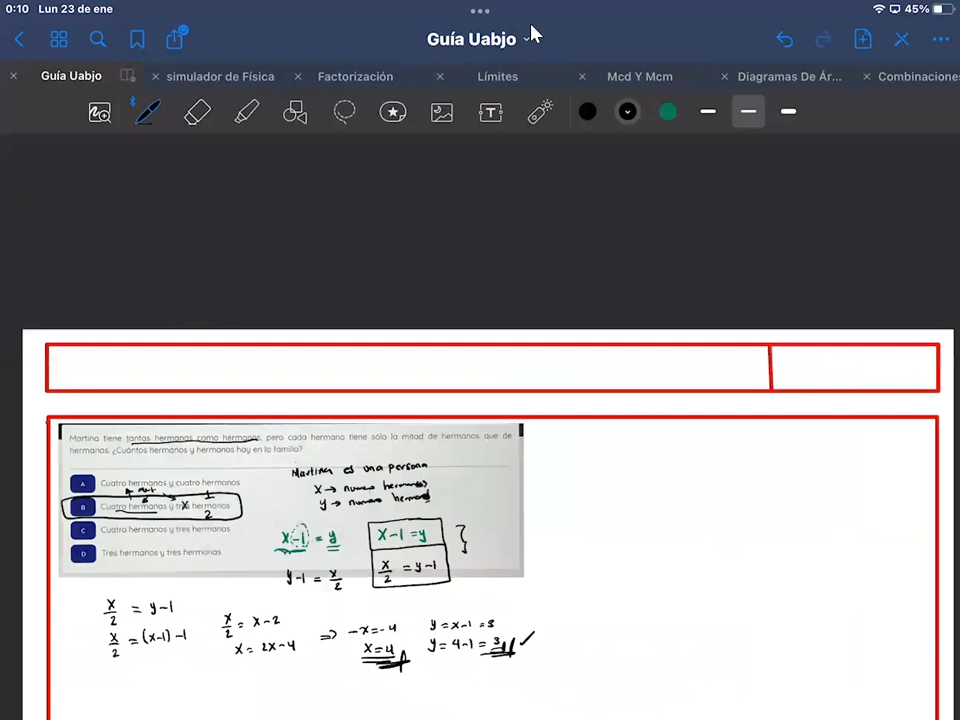 0:10 Lun 23 de ene
45%
Guía Uabjo
Guía Uabjo
simulador de Física
Factorización
Límites
Mcd Y Mcm
Diagramas De Ár...
Combinaciones
Martina tiene tantas hermanas como hermanos, pero cada hermano tiene sólo la mitad de hermanos que de
hermanas. ¿Cuántos hermanos y hermanas hay en la familia?
A Cuatro hermanos y cuatro hermanos
B Cuatro hermanas y tres hermanos
C Cuatro hermanos y tres hermanas
D Tres hermanos y tres hermanas
Martina es una persona
x→ numero hermanas
y→ numero
x-1 = y
x-1=y
x/2 = y-1
y-1 = x/2
x/2 = y-1
x/2 = (x-1)-1
x/2 = x-2
x = 2x-4
⇒ -x=-4
x=4
y=x-1=3
y=4-1=3 ✓